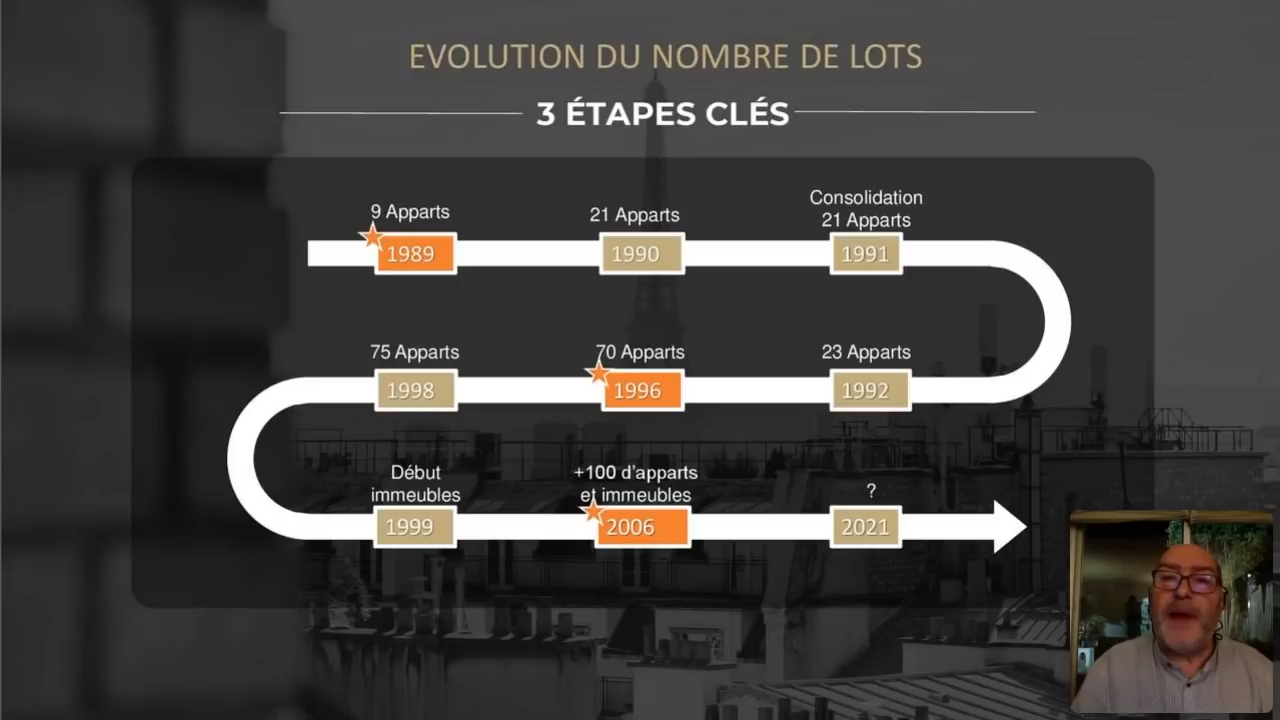 EVOLUTION DU NOMBRE DE LOTS
3 ÉTAPES CLÉS
9 Apparts
1989
21 Apparts
1990
Consolidation
21 Apparts
1991
75 Apparts
1998
70 Apparts
1996
23 Apparts
1992
Début
immeubles
1999
+100 d'apparts
et immeubles
2006
?
2021